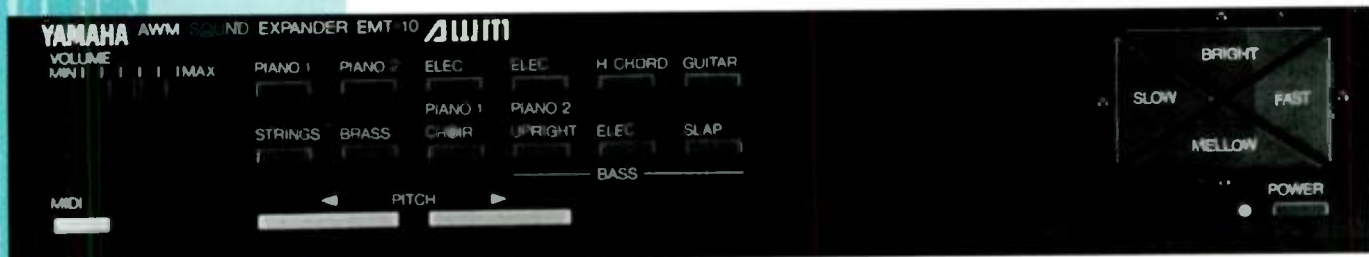 YAMAHA AWM SOUND EXPANDER EMT-10 AWM
VOLUME
MIN MAX
PIANO 1 PIANO 2 ELEC ELEC H CHORD GUITAR
PIANO 1 PIANO 2
STRINGS BRASS CHOIR UPRIGHT ELEC SLAP
BASS
MIDI
◄ PITCH ►
BRIGHT
SLOW FAST
MELLOW
POWER